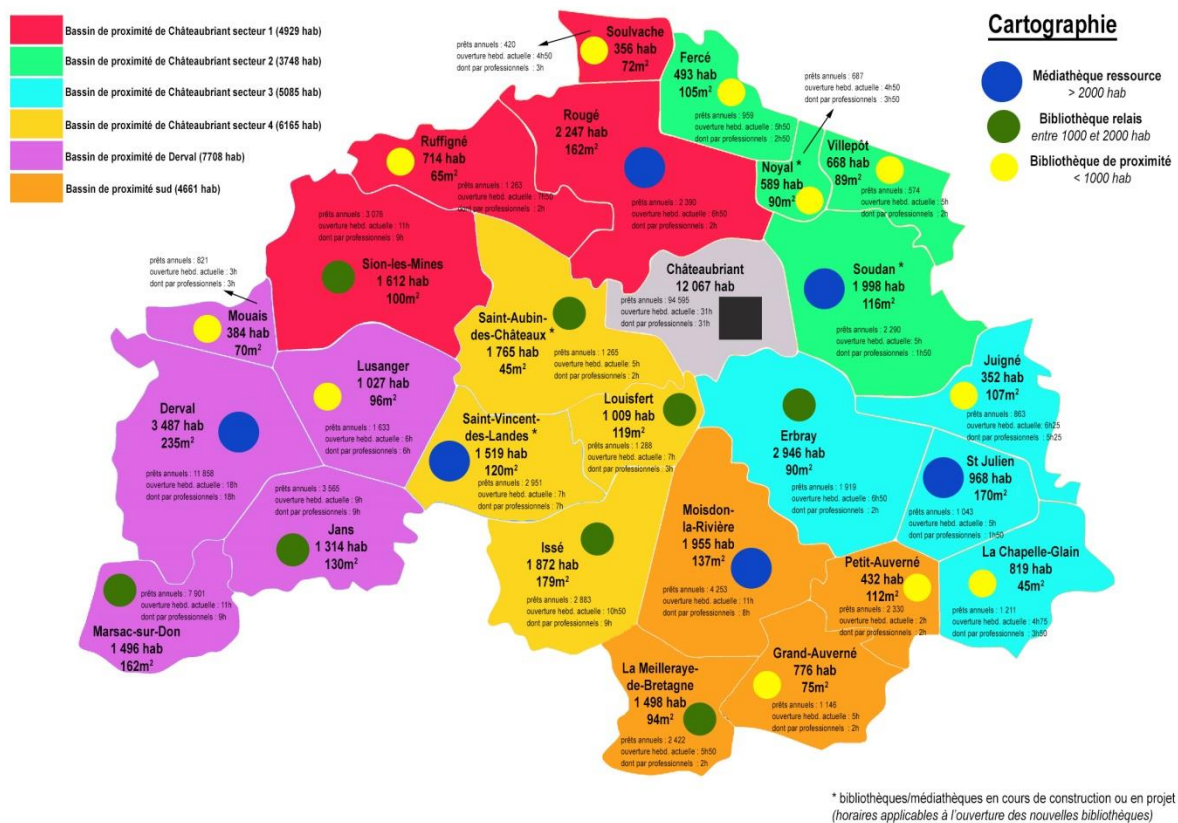 Bassin de proximité de Châteaubriant secteur 1 (4929 hab)
Bassin de proximité de Châteaubriant secteur 2 (3748 hab)
Bassin de proximité de Châteaubriant secteur 3 (5085 hab)
Bassin de proximité de Châteaubriant secteur 4 (6165 hab)
Bassin de proximité de Derval (7708 hab)
Bassin de proximité sud (4661 hab)
Cartographie
Médiathèque ressource
> 2000 hab
Bibliothèque relais
entre 1000 et 2000 hab
Bibliothèque de proximité
< 1000 hab
Soulvache
356 hab
72m²
prêts annuels : 420
ouverture hebd. actuelle : 4h50
dont par professionnels : 3h
Fercé
493 hab
105m²
prêts annuels : 959
ouverture hebd. actuelle : 5h50
dont par professionnels : 2h50
prêts annuels : 687
ouverture hebd. actuelle : 4h50
dont par professionnels : 3h50
Noyal *
589 hab
90m²
Villepôt
668 hab
89m²
prêts annuels : 574
ouverture hebd. actuelle : 5h
dont par professionnels : 2h
Rougé
2 247 hab
162m²
prêts annuels : 2 390
ouverture hebd. actuelle : 6h50
dont par professionnels : 2h
Ruffigné
714 hab
65m²
prêts annuels : 1 263
ouverture hebd. actuelle : 7h50
dont par professionnels : 2h
prêts annuels : 3 078
ouverture hebd. actuelle : 11h
dont par professionnels : 9h
Sion-les-Mines
1 612 hab
100m²
Châteaubriant
12 067 hab
prêts annuels : 94 595
ouverture hebd. actuelle : 31h
dont par professionnels : 31h
Soudan *
1 998 hab
116m²
prêts annuels : 2 290
ouverture hebd. actuelle : 5h
dont par professionnels : 1h50
prêts annuels : 821
ouverture hebd. actuelle : 3h
dont par professionnels : 3h
Mouais
384 hab
70m²
Saint-Aubin-
des-Châteaux *
1 765 hab
45m²
prêts annuels : 1 265
ouverture hebd. actuelle : 5h
dont par professionnels : 2h
Lusanger
1 027 hab
96m²
prêts annuels : 1 633
ouverture hebd. actuelle : 6h
dont par professionnels : 6h
Juigné
352 hab
107m²
prêts annuels : 863
ouverture hebd. actuelle : 6h25
dont par professionnels : 5h25
Derval
3 487 hab
235m²
prêts annuels : 11 858
ouverture hebd. actuelle : 18h
dont par professionnels : 18h
Saint-Vincent-
des-Landes *
1 519 hab
120m²
prêts annuels : 2 951
ouverture hebd. actuelle : 7h
dont par professionnels : 7h
Louisfert
1 009 hab
119m²
prêts annuels : 1 288
ouverture hebd. actuelle : 7h
dont par professionnels : 3h
Erbray
2 946 hab
90m²
prêts annuels : 1 919
ouverture hebd. actuelle : 6h50
dont par professionnels : 2h
St Julien
968 hab
170m²
prêts annuels : 1 043
ouverture hebd. actuelle : 5h
dont par professionnels : 1h50
prêts annuels : 3 565
ouverture hebd. actuelle : 9h
dont par professionnels : 9h
Jans
1 314 hab
130m²
Issé
1 872 hab
179m²
prêts annuels : 2 883
ouverture hebd. actuelle : 10h50
dont par professionnels : 9h
Moisdon-
la-Rivière
1 955 hab
137m²
prêts annuels : 4 253
ouverture hebd. actuelle : 11h
dont par professionnels : 8h
Petit-Auverné
432 hab
112m²
prêts annuels : 2 330
ouverture hebd. actuelle : 2h
dont par professionnels : 2h
La Chapelle-Glain
819 hab
45m²
prêts annuels : 1 211
ouverture hebd. actuelle : 4h75
dont par professionnels : 3h50
prêts annuels : 7 901
ouverture hebd. actuelle : 11h
dont par professionnels : 9h
Marsac-sur-Don
1 496 hab
162m²
La Meilleraye-
de-Bretagne
1 498 hab
94m²
prêts annuels : 2 422
ouverture hebd. actuelle : 5h50
dont par professionnels : 2h
Grand-Auverné
776 hab
75m²
prêts annuels : 1 146
ouverture hebd. actuelle : 5h
dont par professionnels : 2h
* bibliothèques/médiathèques en cours de construction ou en projet
(horaires applicables à l'ouverture des nouvelles bibliothèques)